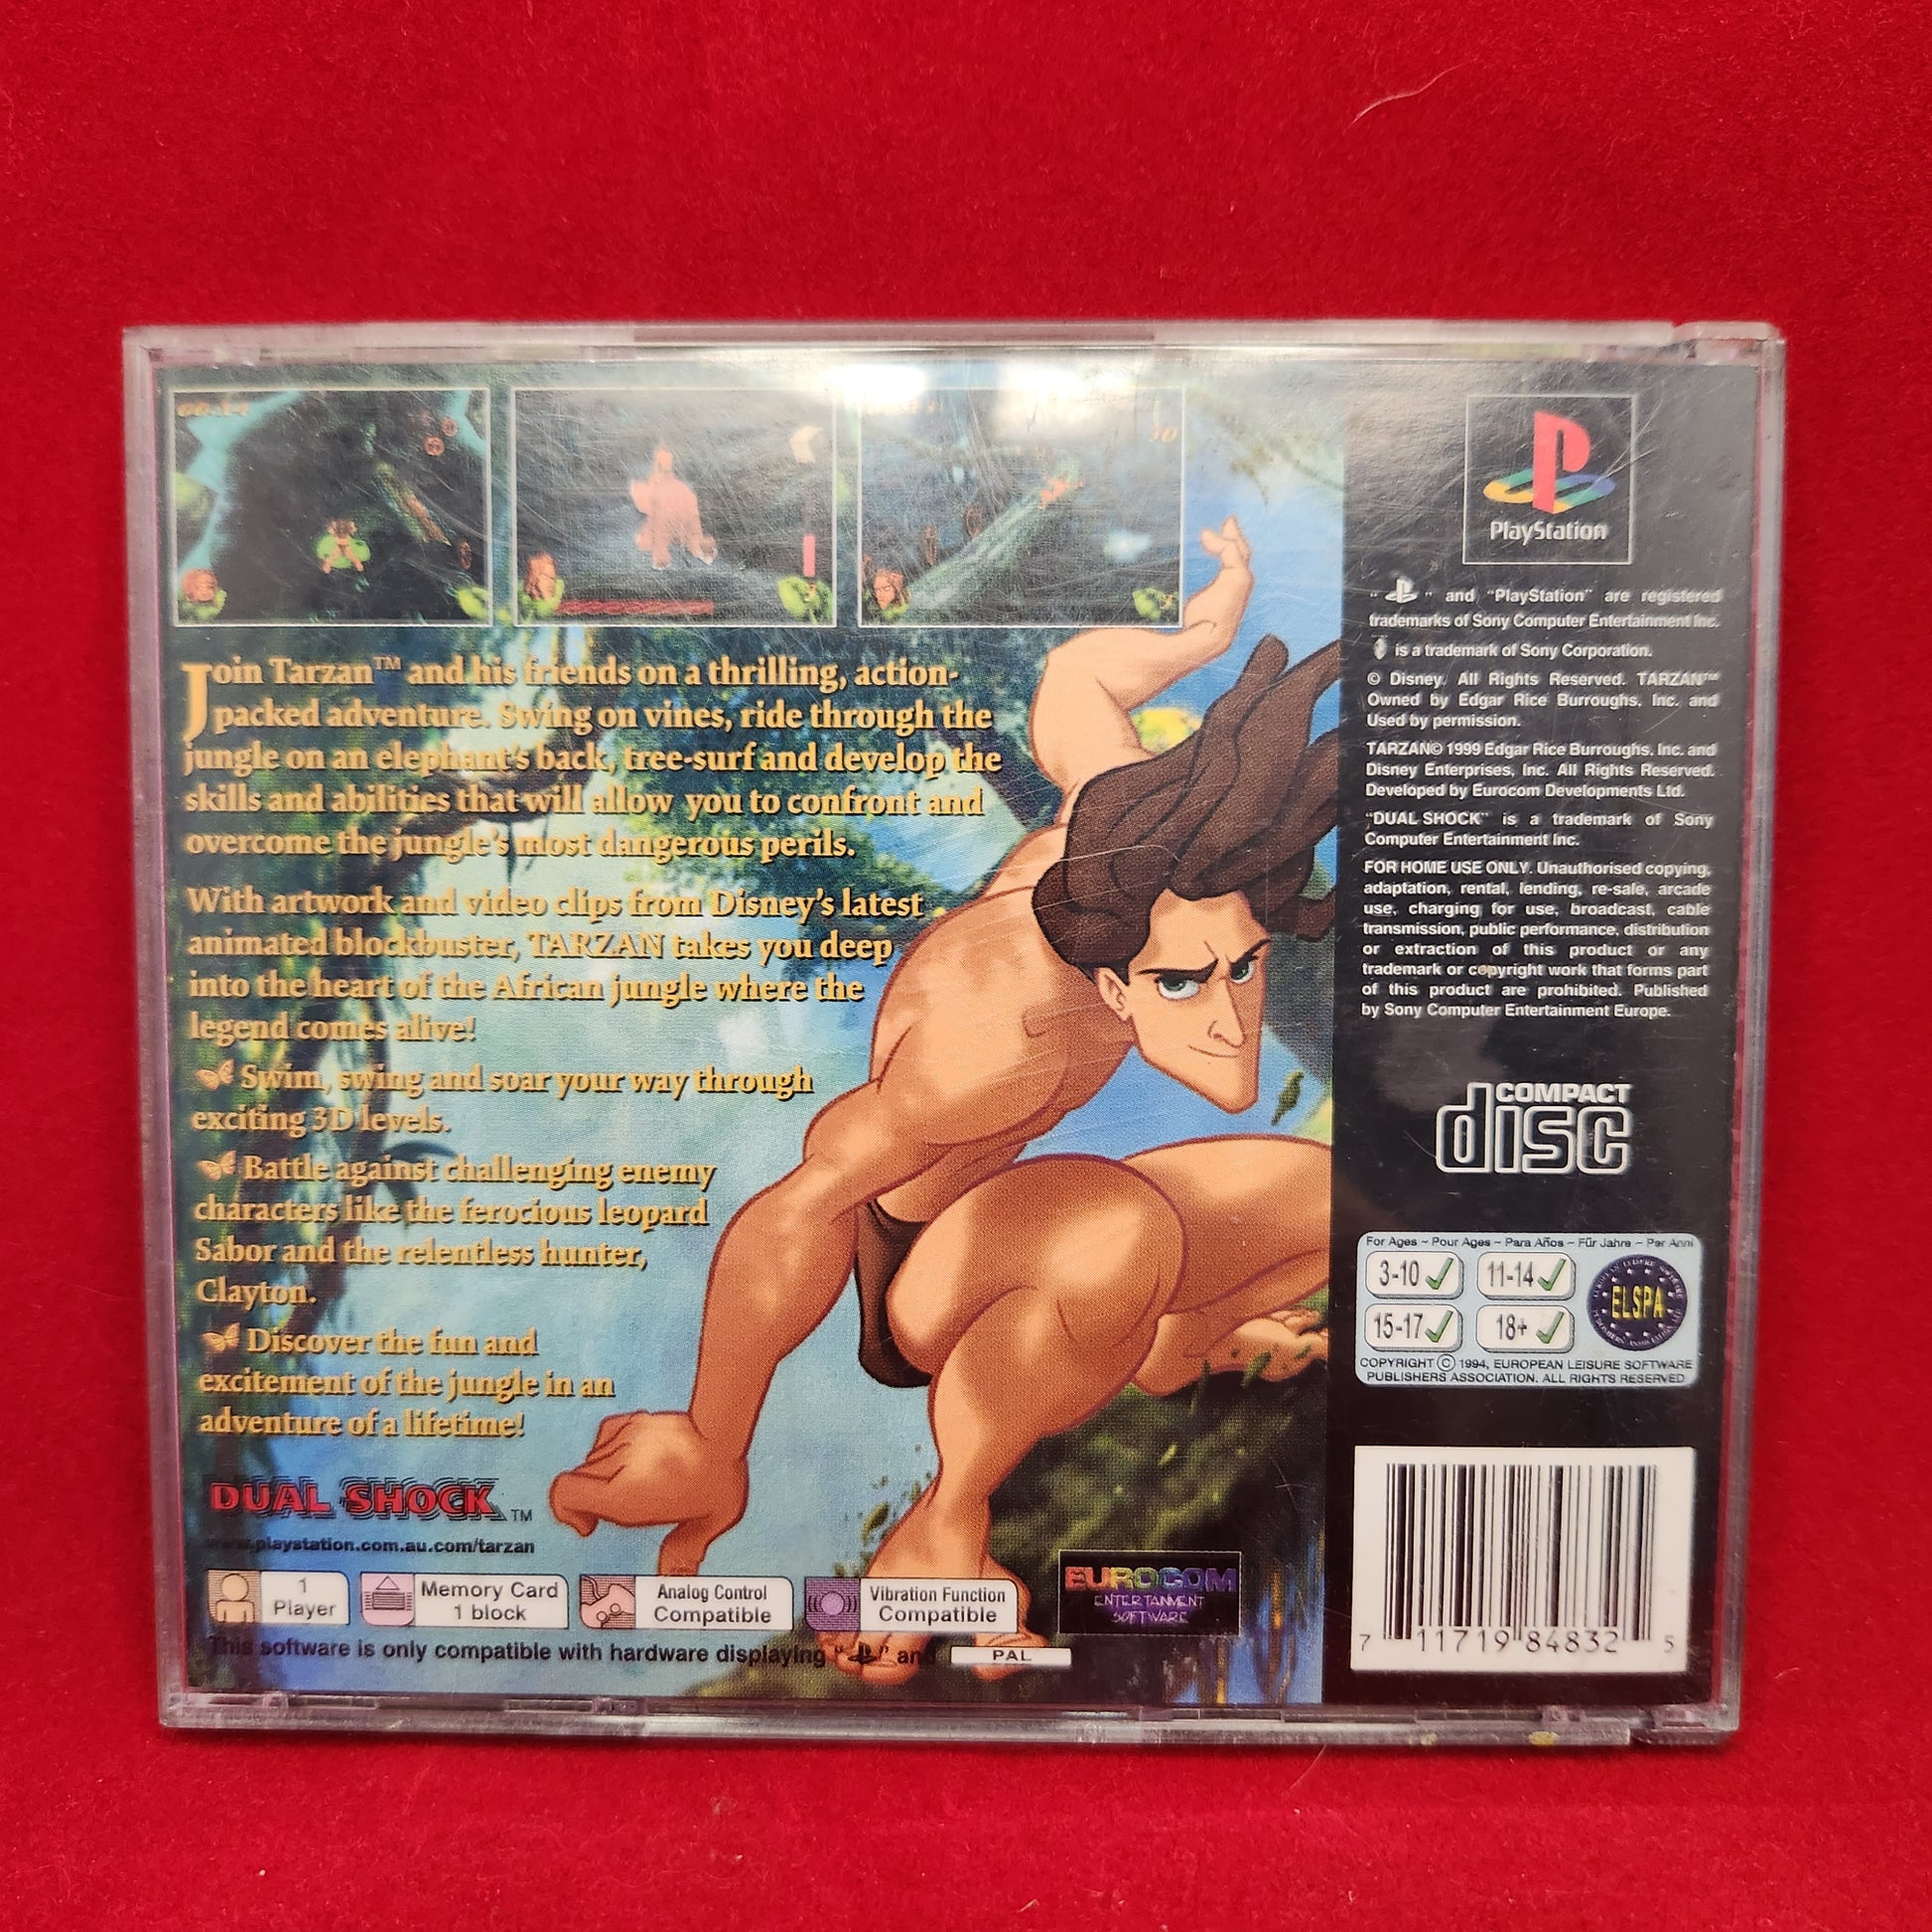 Join Tarzan™ and his friends on a thrilling, action-
packed adventure. Swing on vines, ride through the
jungle on an elephant's back, tree-surf and develop the
skills and abilities that will allow you to confront and
overcome the jungle's most dangerous perils.
With artwork and video clips from Disney's latest
animated blockbuster, TARZAN takes you deep
into the heart of the African jungle where the
legend comes alive!
Swim, swing and soar your way through
exciting 3D levels.
Battle against challenging enemy
characters like the ferocious leopard
Sabor and the relentless hunter,
Clayton.
Discover the fun and
excitement of the jungle in an
adventure of a lifetime!
DUAL SHOCK™
www.playstation.com.au.com/tarzan
1
Player
Memory Card
1 block
Analog Control
Compatible
Vibration Function
Compatible
EUROCOM
ENTERTAINMENT
SOFTWARE
This software is only compatible with hardware displaying " " and PAL
PlayStation
" " and "PlayStation" are registered
trademarks of Sony Computer Entertainment Inc.
is a trademark of Sony Corporation.
© Disney. All Rights Reserved. TARZAN™
Owned by Edgar Rice Burroughs, Inc. and
Used by permission.
TARZAN© 1999 Edgar Rice Burroughs, Inc. and
Disney Enterprises, Inc. All Rights Reserved.
Developed by Eurocom Developments Ltd.
"DUAL SHOCK" is a trademark of Sony
Computer Entertainment Inc.
FOR HOME USE ONLY. Unauthorised copying,
adaptation, rental, lending, re-sale, arcade
use, charging for use, broadcast, cable
transmission, public performance, distribution
or extraction of this product or any
trademark or copyright work that forms part
of this product are prohibited. Published
by Sony Computer Entertainment Europe.
COMPACT
disc
For Ages ~ Pour Ages ~ Para Años ~ Für Jahre ~ Per Anni
3-10 11-14
15-17 18+
ELSPA
COPYRIGHT © 1994, EUROPEAN LEISURE SOFTWARE
PUBLISHERS ASSOCIATION. ALL RIGHTS RESERVED
7 11719 84832 5